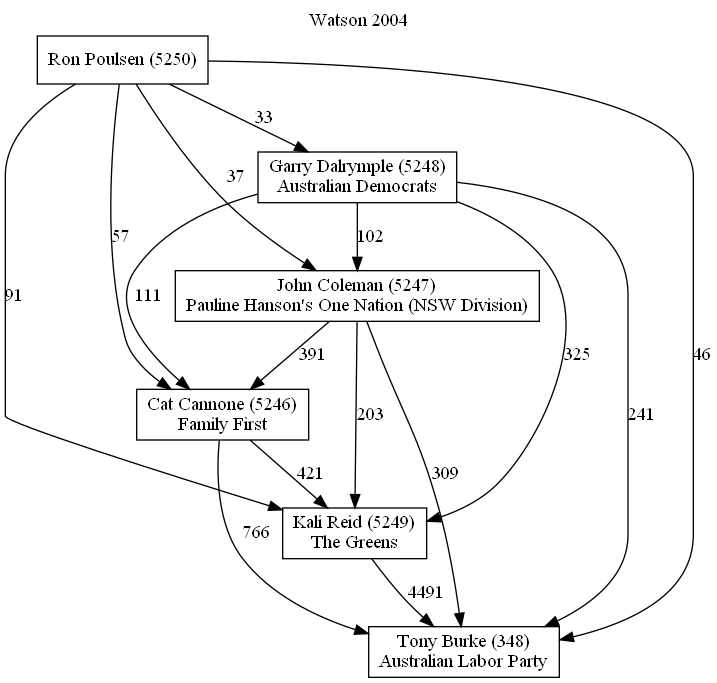 Watson 2004
Ron Poulsen (5250)
33
Garry Dalrymple (5248)
Australian Democrats
37
57
102
91
111
John Coleman (5247)
Pauline Hanson's One Nation (NSW Division)
391
325
46
Cat Cannone (5246)
Family First
203
241
421
309
766
Kali Reid (5249)
The Greens
4491
Tony Burke (348)
Australian Labor Party